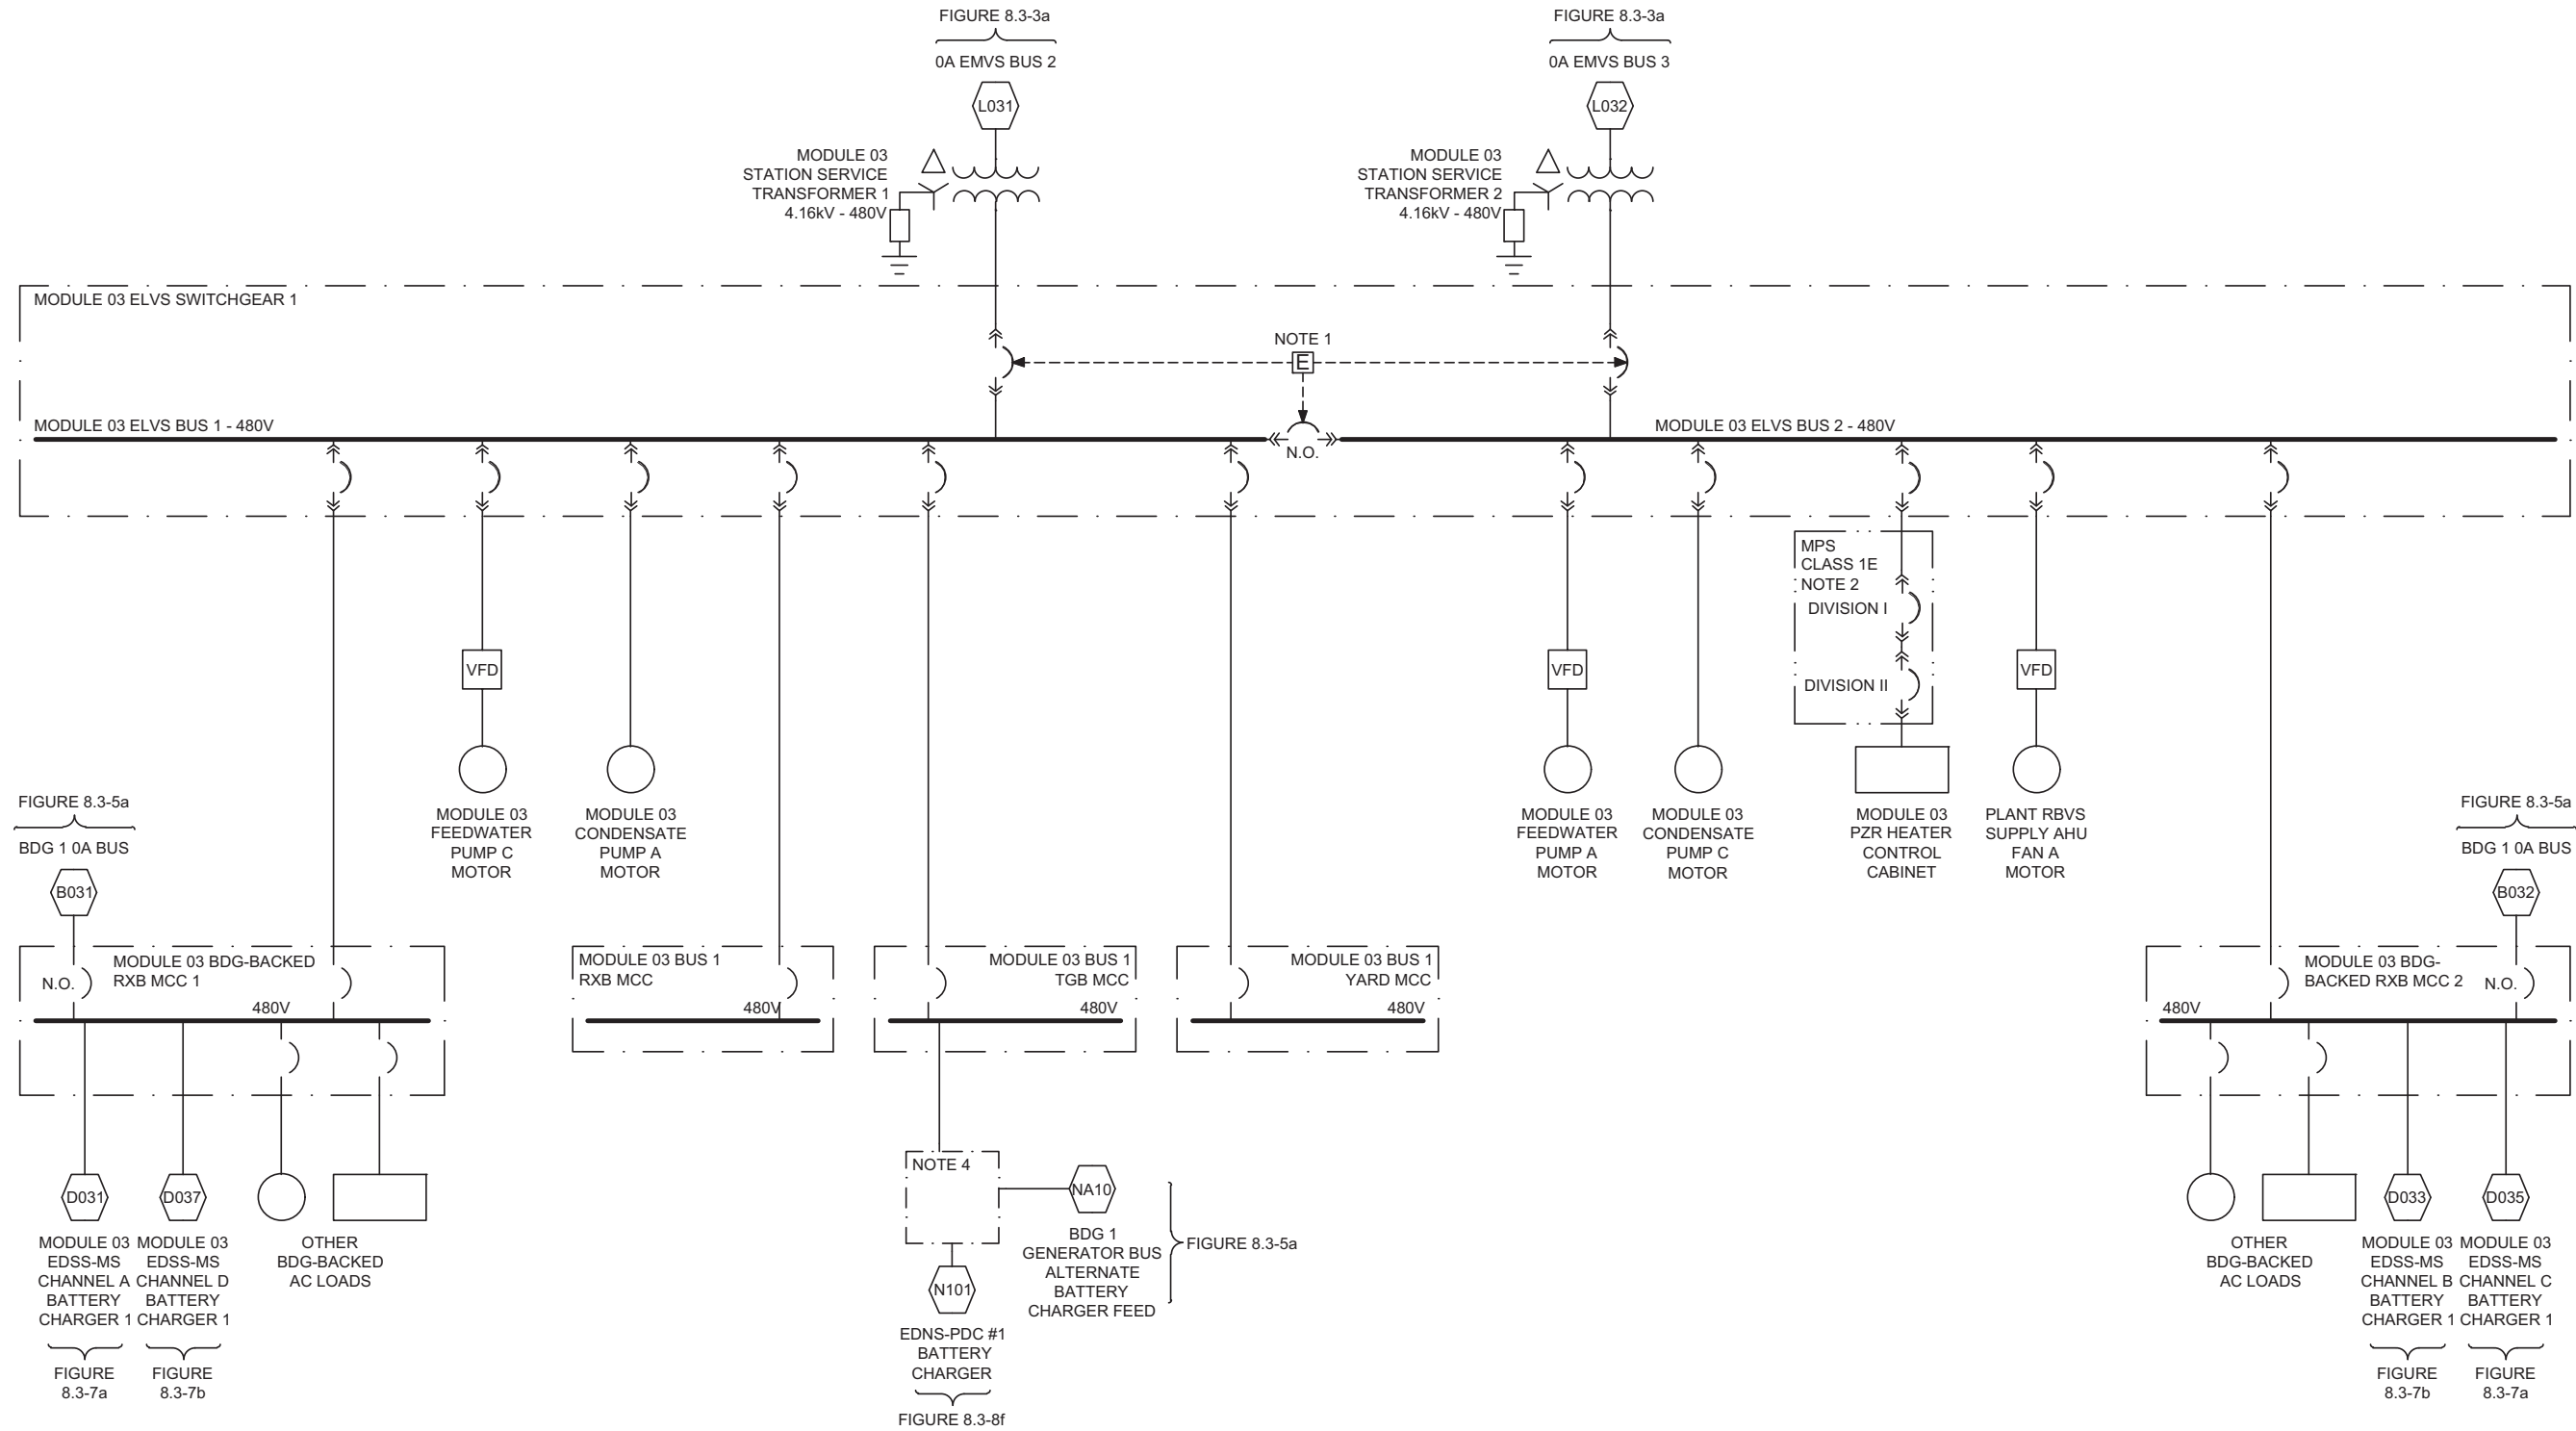 FIGURE 8.3-3a
0A EMVS BUS 2
L031
MODULE 03
STATION SERVICE
TRANSFORMER 1
4.16kV - 480V
FIGURE 8.3-3a
0A EMVS BUS 3
L032
MODULE 03
STATION SERVICE
TRANSFORMER 2
4.16kV - 480V
MODULE 03 ELVS SWITCHGEAR 1
NOTE 1
E
MODULE 03 ELVS BUS 1 - 480V
N.O.
MODULE 03 ELVS BUS 2 - 480V
VFD
MODULE 03
FEEDWATER
PUMP C
MOTOR
MODULE 03
CONDENSATE
PUMP A
MOTOR
VFD
MODULE 03
FEEDWATER
PUMP A
MOTOR
MODULE 03
CONDENSATE
PUMP C
MOTOR
MPS
CLASS 1E
NOTE 2
DIVISION I
DIVISION II
MODULE 03
PZR HEATER
CONTROL
CABINET
VFD
PLANT RBVS
SUPPLY AHU
FAN A
MOTOR
FIGURE 8.3-5a
BDG 1 0A BUS
B031
N.O.
MODULE 03 BDG-BACKED
RXB MCC 1
480V
MODULE 03 BUS 1
RXB MCC
480V
MODULE 03 BUS 1
TGB MCC
480V
MODULE 03 BUS 1
YARD MCC
480V
FIGURE 8.3-5a
BDG 1 0A BUS
B032
MODULE 03 BDG-
BACKED RXB MCC 2
N.O.
480V
D031
MODULE 03
EDSS-MS
CHANNEL A
BATTERY
CHARGER 1
FIGURE
8.3-7a
D037
MODULE 03
EDSS-MS
CHANNEL D
BATTERY
CHARGER 1
FIGURE
8.3-7b
OTHER
BDG-BACKED
AC LOADS
NOTE 4
NA10
BDG 1
GENERATOR BUS
ALTERNATE
BATTERY
CHARGER FEED
FIGURE 8.3-5a
N101
EDNS-PDC #1
BATTERY
CHARGER
FIGURE 8.3-8f
OTHER
BDG-BACKED
AC LOADS
D033
MODULE 03
EDSS-MS
CHANNEL B
BATTERY
CHARGER 1
FIGURE
8.3-7b
D035
MODULE 03
EDSS-MS
CHANNEL C
BATTERY
CHARGER 1
FIGURE
8.3-7a